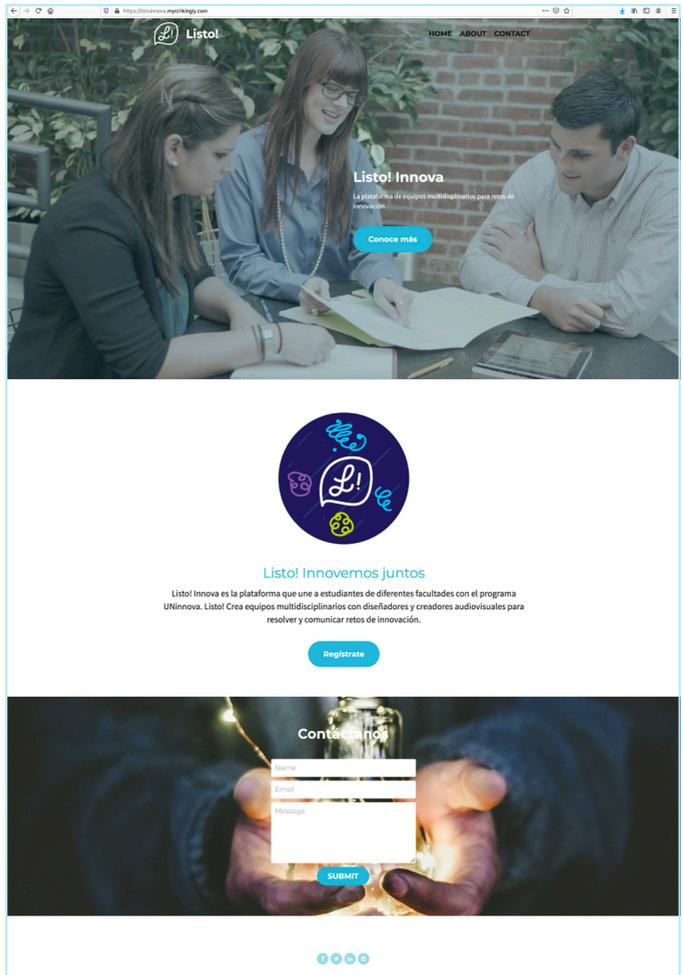 https://listoinnova.mystrikingly.com
L! Listo!
HOME ABOUT CONTACT
Listo! Innova
La plataforma de equipos multidisplinarios para retos de
innovación
Conoce más
L!
Listo! Innovemos juntos
Listo! Innova es la plataforma que une a estudiantes de diferentes facultades con el programa
UNinnova. Listo! Crea equipos multidisciplinarios con diseñadores y creadores audiovisuales para
resolver y comunicar retos de innovación.
Regístrate
Contáctanos
Name
Email
Message
SUBMIT